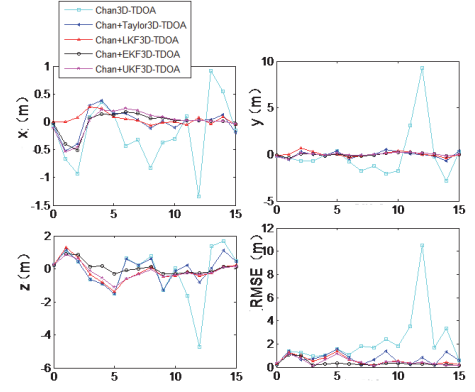 Chan3D-TDOA
Chan+Taylor3D-TDOA
Chan+LKF3D-TDOA
Chan+EKF3D-TDOA
Chan+UKF3D-TDOA
1
0.5
0
-0.5
-1
-1.5
x (m)
0 5 10 15
10
5
0
-5
y (m)
0 5 10 15
2
0
-2
-4
-6
z (m)
0 5 10 15
12
10
8
6
4
2
0
RMSE (m)
0 5 10 15